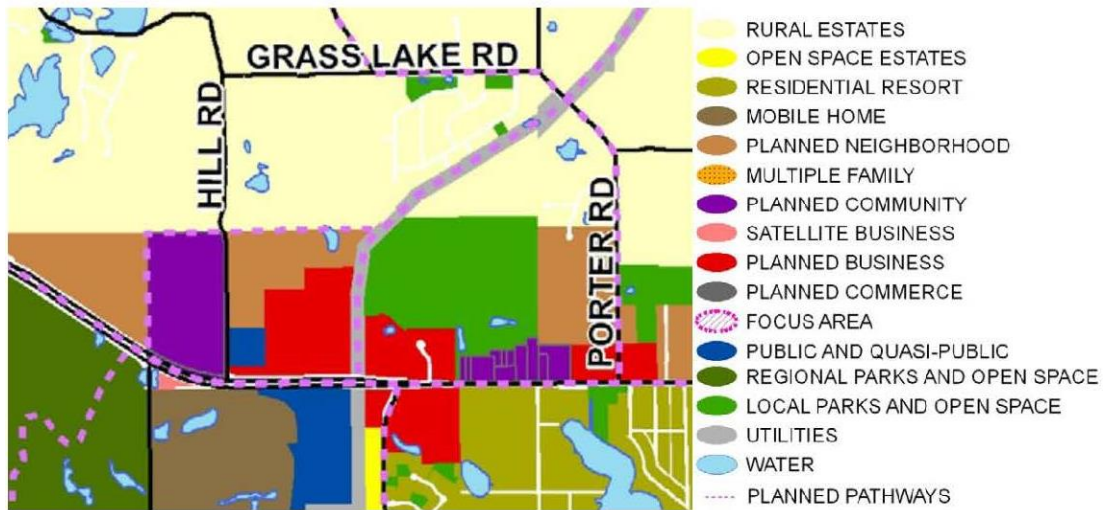 GRASS LAKE RD
HILL RD
PORTER RD
RURAL ESTATES
OPEN SPACE ESTATES
RESIDENTIAL RESORT
MOBILE HOME
PLANNED NEIGHBORHOOD
MULTIPLE FAMILY
PLANNED COMMUNITY
SATELLITE BUSINESS
PLANNED BUSINESS
PLANNED COMMERCE
FOCUS AREA
PUBLIC AND QUASI-PUBLIC
REGIONAL PARKS AND OPEN SPACE
LOCAL PARKS AND OPEN SPACE
UTILITIES
WATER
PLANNED PATHWAYS